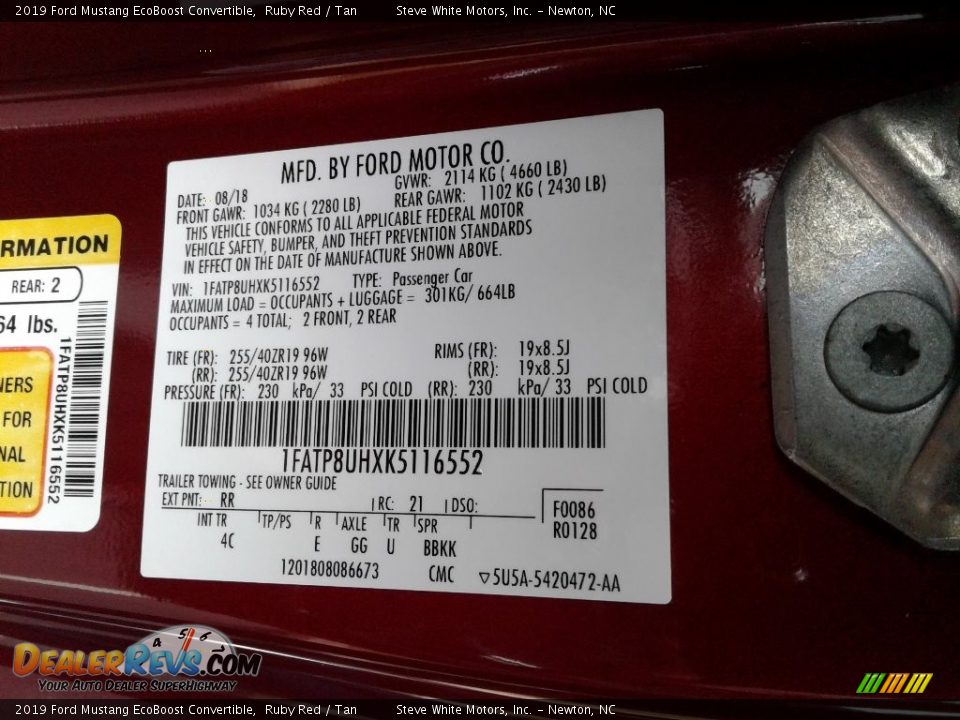 2019 Ford Mustang EcoBoost Convertible, Ruby Red / Tan Steve White Motors, Inc. – Newton, NC
...
MFD. BY FORD MOTOR CO.
DATE: 08/18 GVWR: 2114 KG ( 4660 LB)
FRONT GAWR: 1034 KG ( 2280 LB) REAR GAWR: 1102 KG ( 2430 LB)
THIS VEHICLE CONFORMS TO ALL APPLICABLE FEDERAL MOTOR
VEHICLE SAFETY, BUMPER, AND THEFT PREVENTION STANDARDS
IN EFFECT ON THE DATE OF MANUFACTURE SHOWN ABOVE.
VIN: 1FATP8UHXK5116552 TYPE: Passenger Car
MAXIMUM LOAD = OCCUPANTS + LUGGAGE = 301KG/ 664LB
OCCUPANTS = 4 TOTAL; 2 FRONT, 2 REAR
TIRE (FR): 255/40ZR19 96W RIMS (FR): 19x8.5J
(RR): 255/40ZR19 96W (RR): 19x8.5J
PRESSURE (FR): 230 kPa/ 33 PSI COLD (RR): 230 kPa/ 33 PSI COLD
1FATP8UHXK5116552
TRAILER TOWING - SEE OWNER GUIDE
EXT PNT: RR RC: 21 DSO: F0086
INT TR TP/PS R AXLE TR SPR R0128
4C E GG U BBKK
1201808086673 CMC ▽5U5A-5420472-AA
RMATION
REAR: 2
64 lbs.
NERS
FOR
NAL
TION
1FATP8UHXK5116552
4 5 6
DEALERREVS.COM
YOUR AUTO DEALER SUPERHIGHWAY
2019 Ford Mustang EcoBoost Convertible, Ruby Red / Tan Steve White Motors, Inc. – Newton, NC